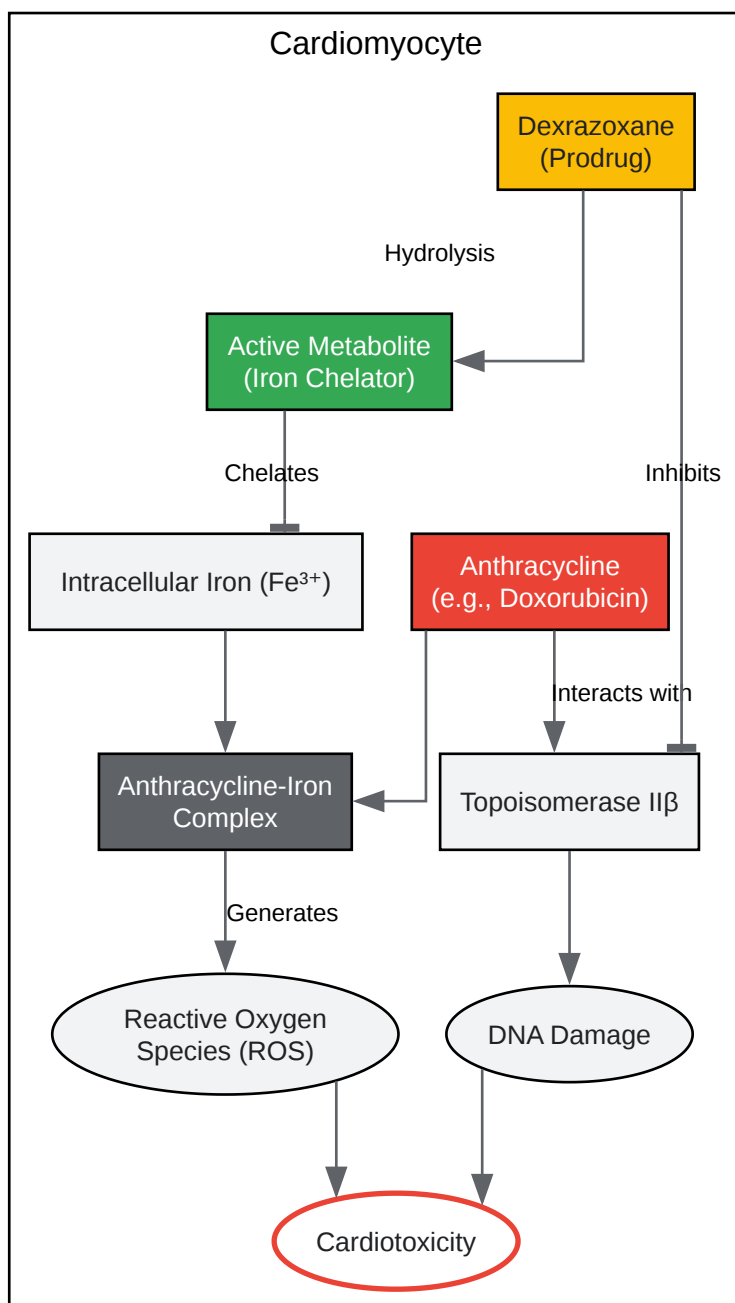 Cardiomyocyte
Dexrazoxane
(Prodrug)
Hydrolysis
Active Metabolite
(Iron Chelator)
Chelates
Inhibits
Intracellular Iron (Fe³⁺)
Anthracycline
(e.g., Doxorubicin)
Interacts with
Anthracycline-Iron
Complex
Topoisomerase IIβ
Generates
Reactive Oxygen
Species (ROS)
DNA Damage
Cardiotoxicity